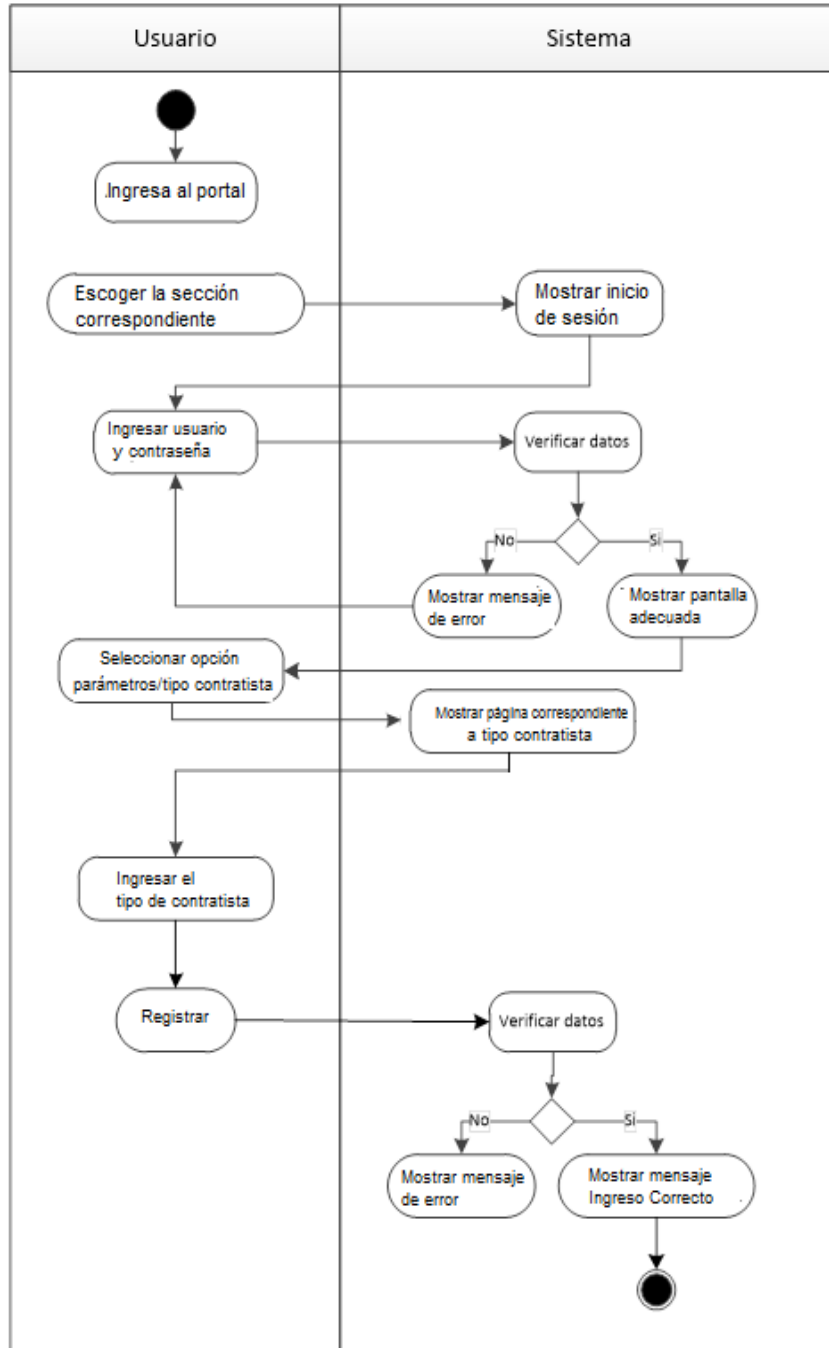 Usuario
Sistema
.Ingresa al portal
Escoger la sección
correspondiente
Mostrar inicio
de sesión
Ingresar usuario
y contraseña
Verificar datos
No
Si
Mostrar mensaje
de error
Mostrar pantalla
adecuada
Seleccionar opción
parámetros/tipo contratista
Mostrar página correspondiente
a tipo contratista
Ingresar el
tipo de contratista
Registrar
Verificar datos
No
Si
Mostrar mensaje
de error
Mostrar mensaje
Ingreso Correcto